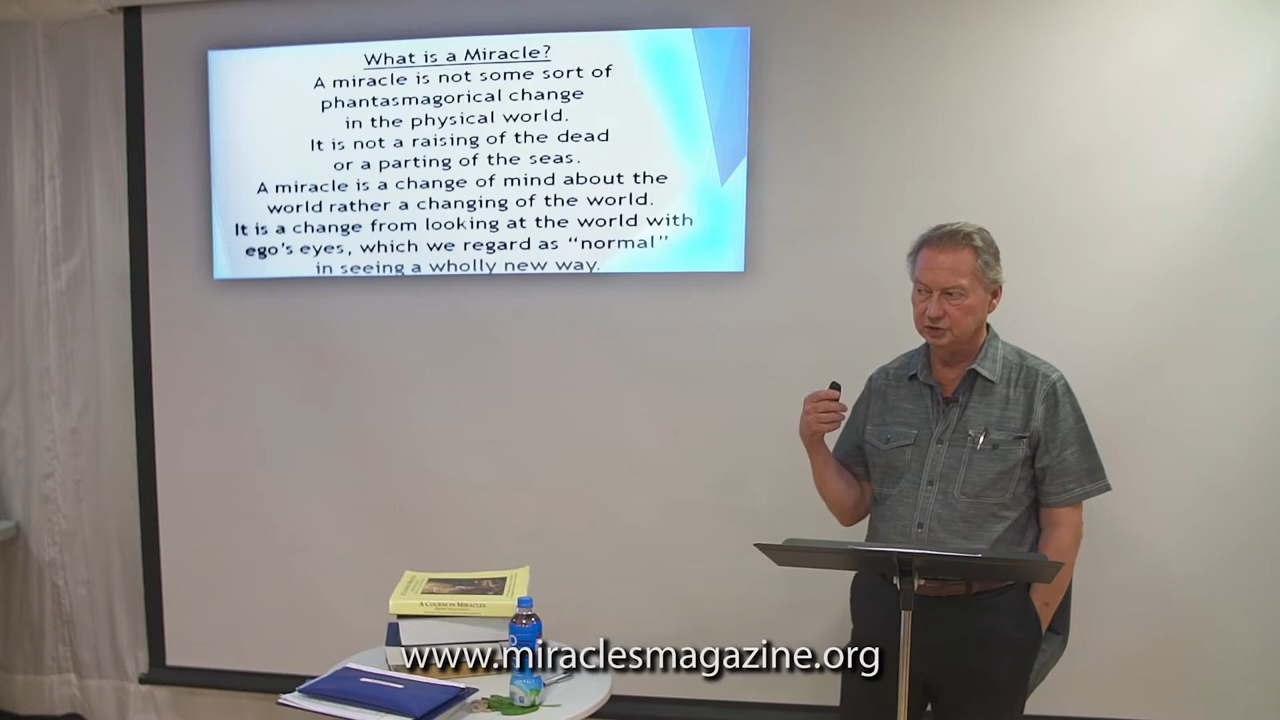 What is a Miracle?
A miracle is not some sort of
phantasmagorical change
in the physical world.
It is not a raising of the dead
or a parting of the seas.
A miracle is a change of mind about the
world rather a changing of the world.
It is a change from looking at the world with
ego's eyes, which we regard as “normal”
in seeing a wholly new way.
A COURSE IN MIRACLES
www.miraclesmagazine.org